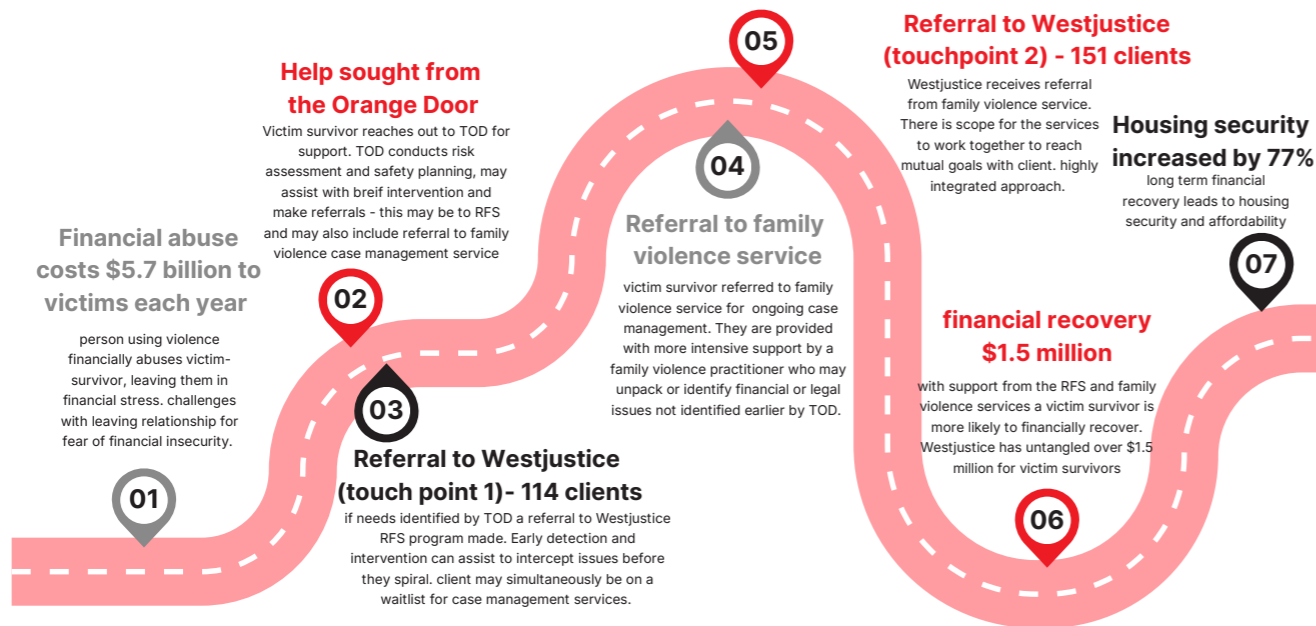 01
Financial abuse
costs $5.7 billion to
victims each year
person using violence
financially abuses victim-
survivor, leaving them in
financial stress. challenges
with leaving relationship for
fear of financial insecurity.
02
Help sought from
the Orange Door
Victim survivor reaches out to TOD for
support. TOD conducts risk
assessment and safety planning, may
assist with breif intervention and
make referrals - this may be to RFS
and may also include referral to family
violence case management service
03
Referral to Westjustice
(touch point 1)- 114 clients
if needs identified by TOD a referral to Westjustice
RFS program made. Early detection and
intervention can assist to intercept issues before
they spiral. client may simultaneously be on a
waitlist for case management services.
04
Referral to family
violence service
victim survivor referred to family
violence service for ongoing case
management. They are provided
with more intensive support by a
family violence practitioner who may
unpack or identify financial or legal
issues not identified earlier by TOD.
05
Referral to Westjustice
(touchpoint 2) - 151 clients
Westjustice receives referral
from family violence service.
There is scope for the services
to work together to reach
mutual goals with client. highly
integrated approach.
06
financial recovery
$1.5 million
with support from the RFS and family
violence services a victim survivor is
more likely to financially recover.
Westjustice has untangled over $1.5
million for victim survivors
07
Housing security
increased by 77%
long term financial
recovery leads to housing
security and affordability